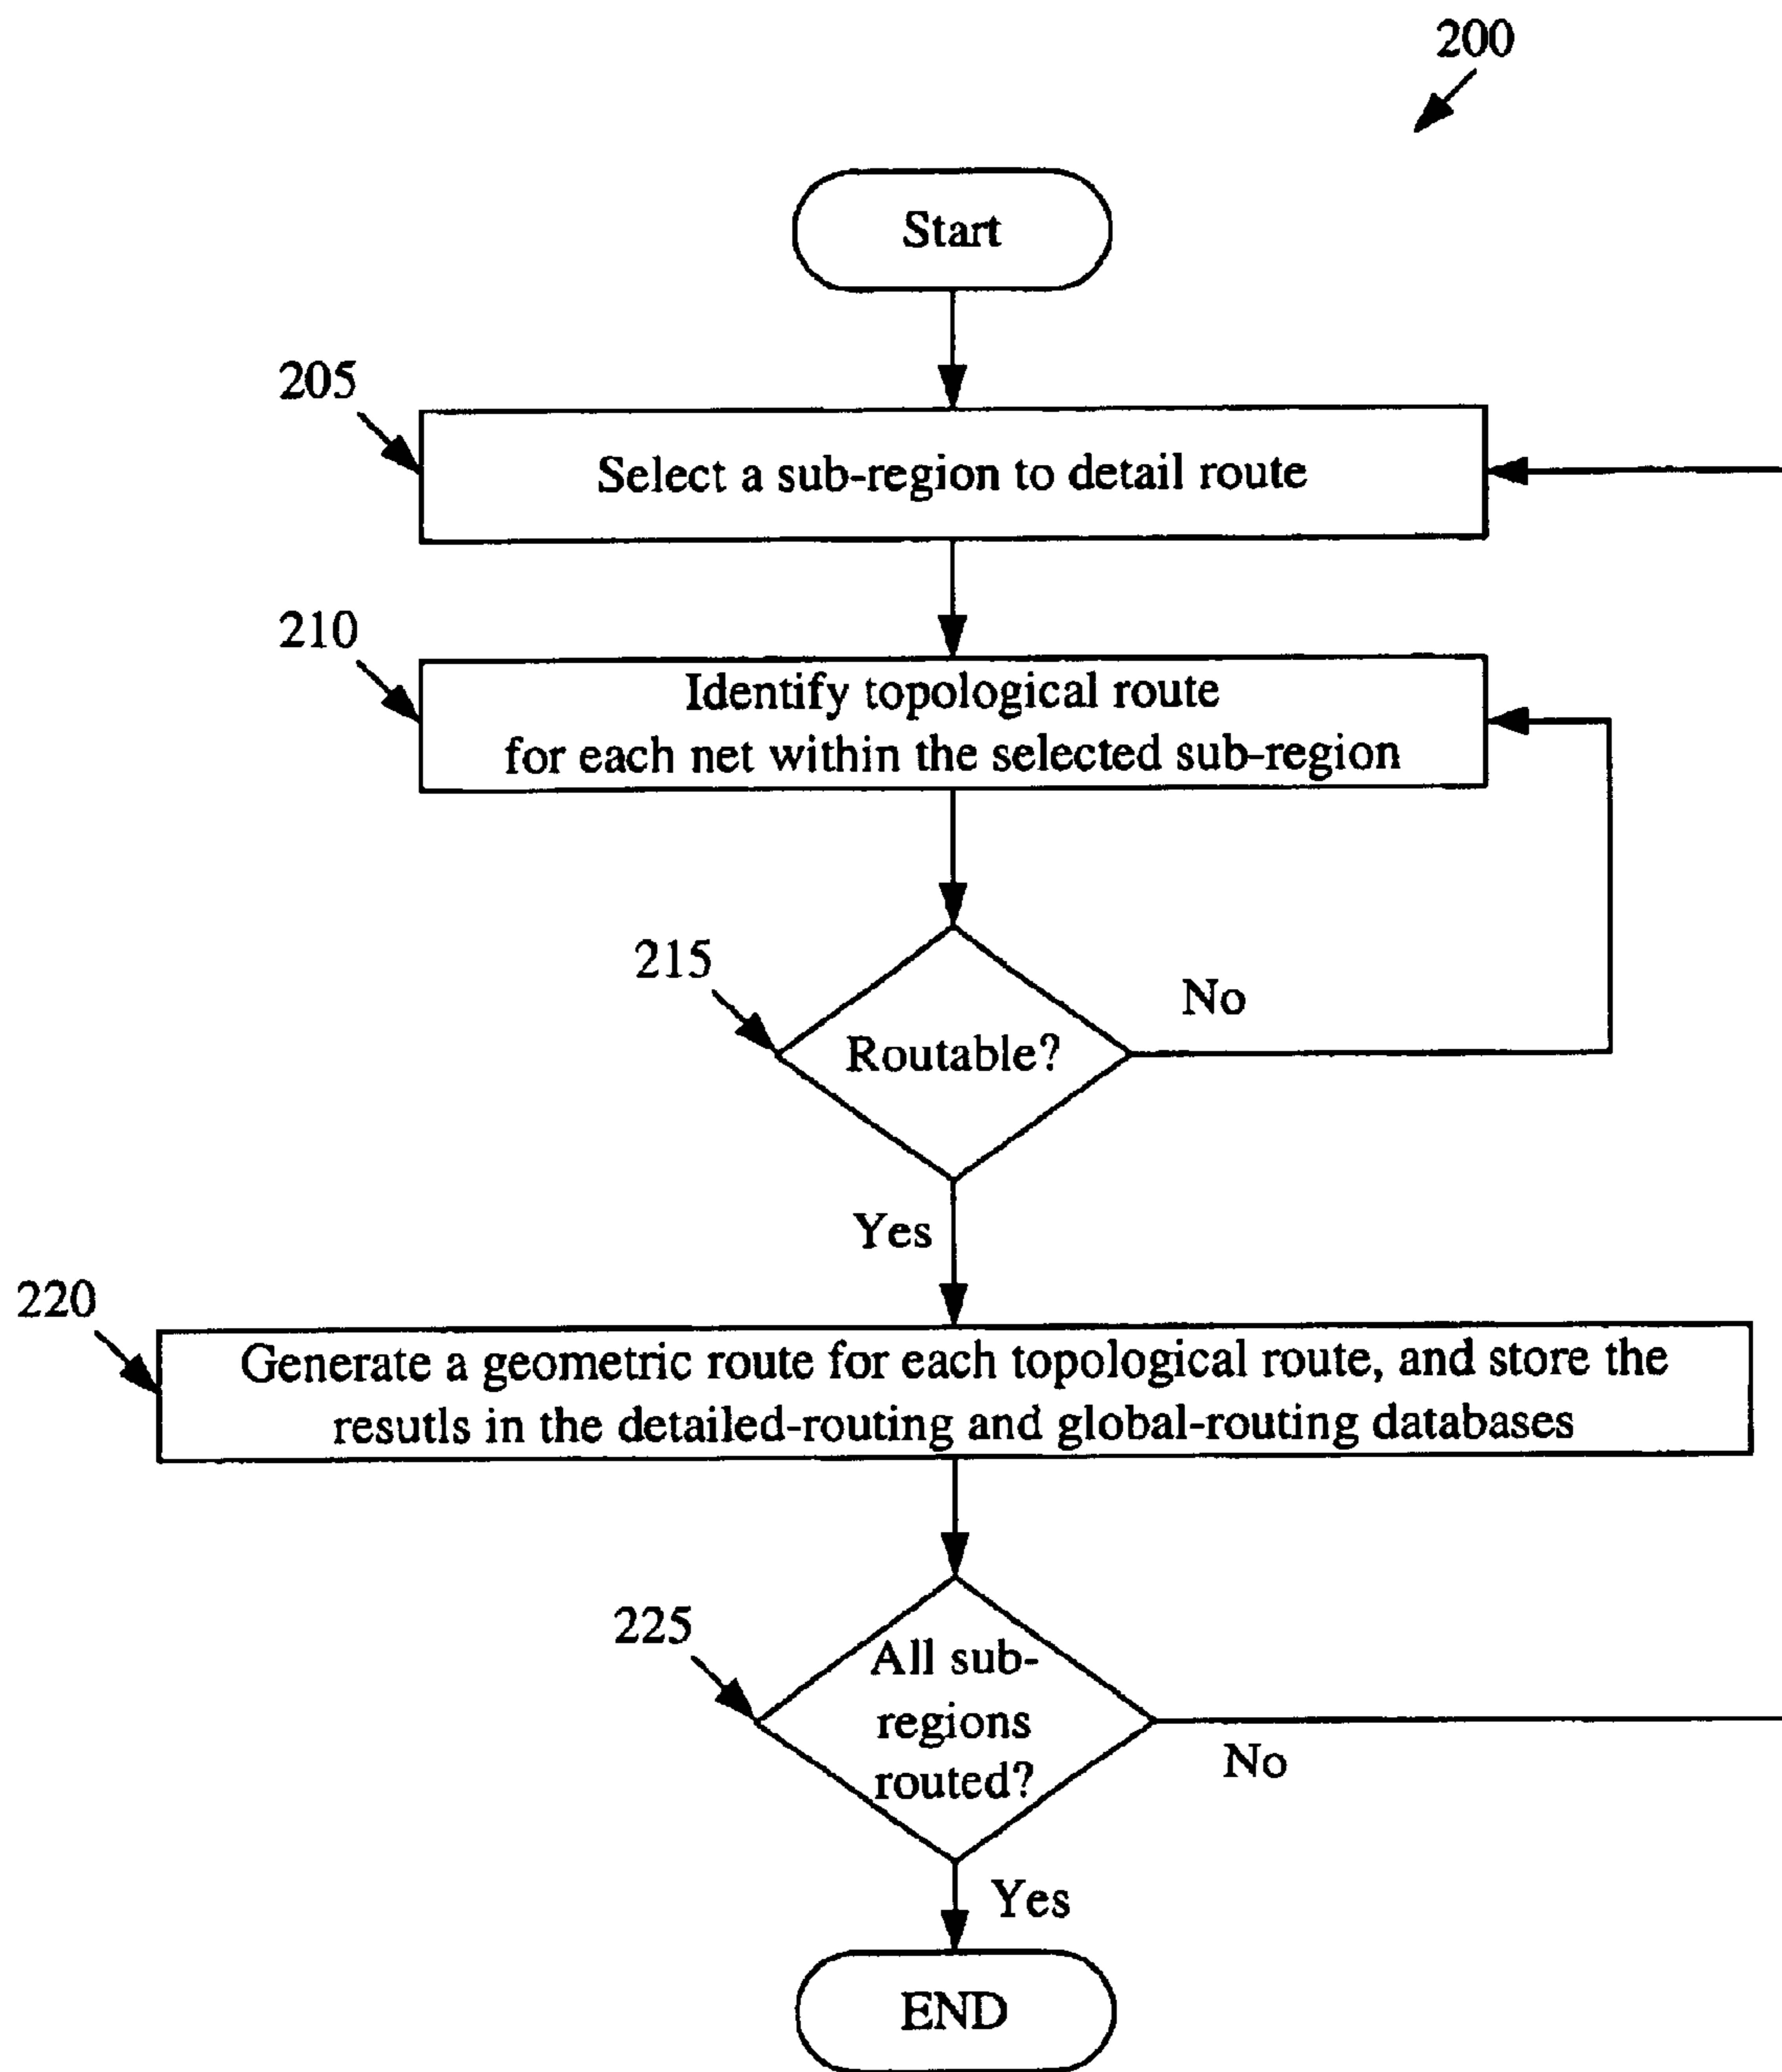 200
Start
205
Select a sub-region to detail route
210
Identify topological route
for each net within the selected sub-region
215
Routable?
No
Yes
220
Generate a geometric route for each topological route, and store the
resutls in the detailed-routing and global-routing databases
225
All sub-
regions
routed?
No
Yes
END